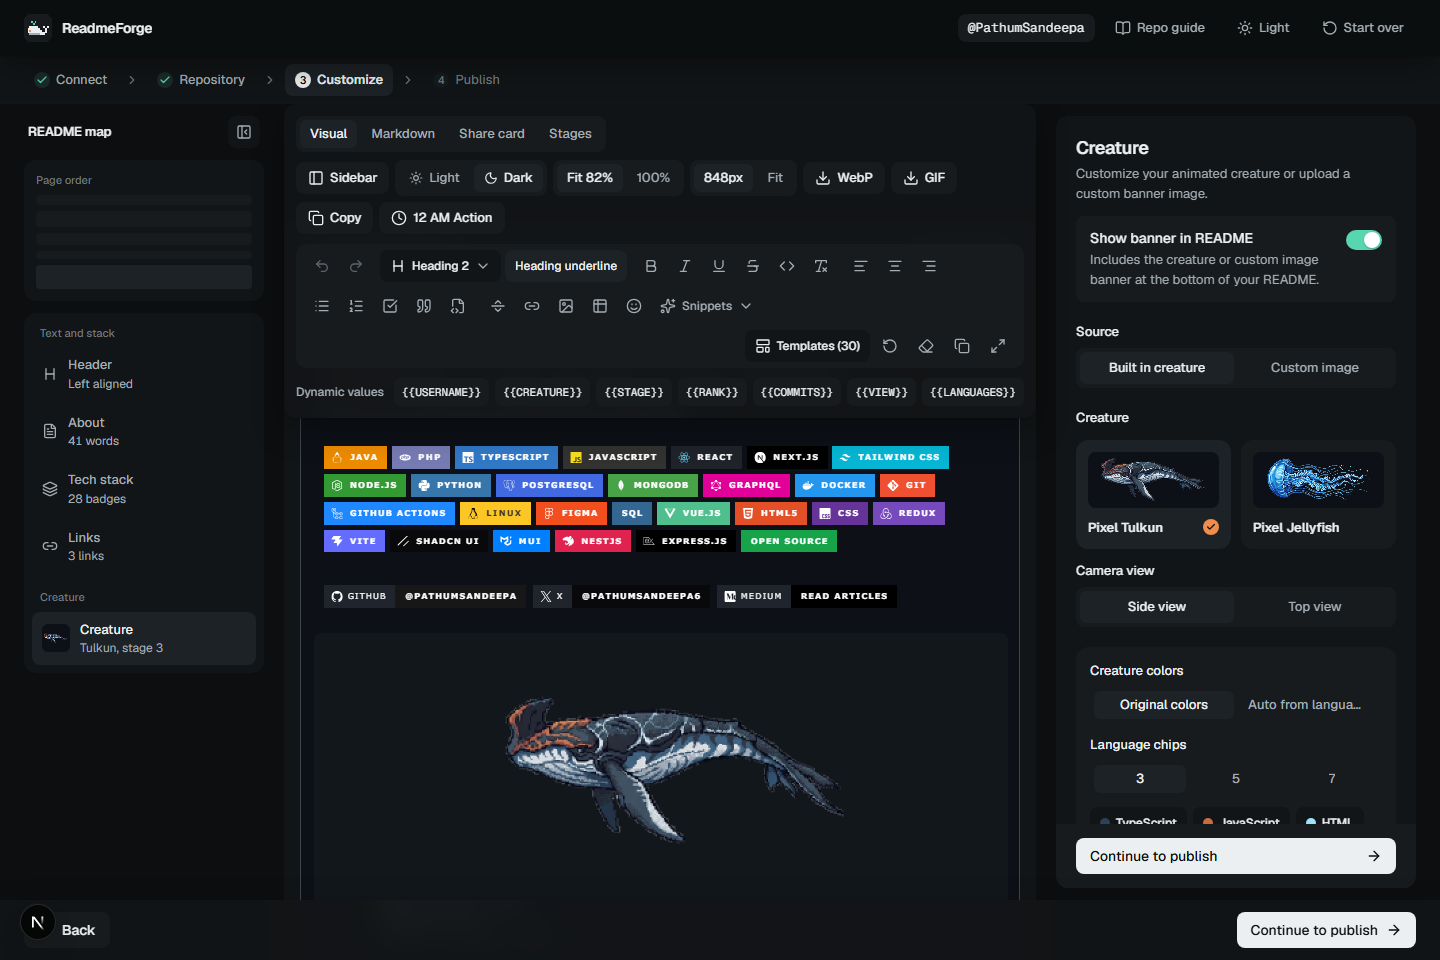 ReadmeForge
@PathumSandeepa
Repo guide
Light
Start over
Connect
Repository
3 Customize
4 Publish
README map
Page order
Text and stack
Header
Left aligned
About
41 words
Tech stack
28 badges
Links
3 links
Creature
Creature
Tulkun, stage 3
Visual Markdown Share card Stages
Sidebar Light Dark Fit 82% 100% 848px Fit WebP GIF
Copy 12 AM Action
H Heading 2 Heading underline
Snippets
Templates (30)
Dynamic values {{USERNAME}} {{CREATURE}} {{STAGE}} {{RANK}} {{COMMITS}} {{VIEW}} {{LANGUAGES}}
JAVA PHP TYPESCRIPT JAVASCRIPT REACT NEXT.JS TAILWIND CSS
NODE.JS PYTHON POSTGRESQL MONGODB GRAPHQL DOCKER GIT
GITHUB ACTIONS LINUX FIGMA SQL VUE.JS HTML5 CSS REDUX
VITE SHADCN UI MUI NESTJS EXPRESS.JS OPEN SOURCE
GITHUB @PATHUMSANDEEPA X @PATHUMSANDEEPA6 MEDIUM READ ARTICLES
Creature
Customize your animated creature or upload a
custom banner image.
Show banner in README
Includes the creature or custom image
banner at the bottom of your README.
Source
Built in creature Custom image
Creature
Pixel Tulkun Pixel Jellyfish
Camera view
Side view Top view
Creature colors
Original colors Auto from langua...
Language chips
3 5 7
TypeScript JavaScript HTML
Continue to publish
N Back
Continue to publish